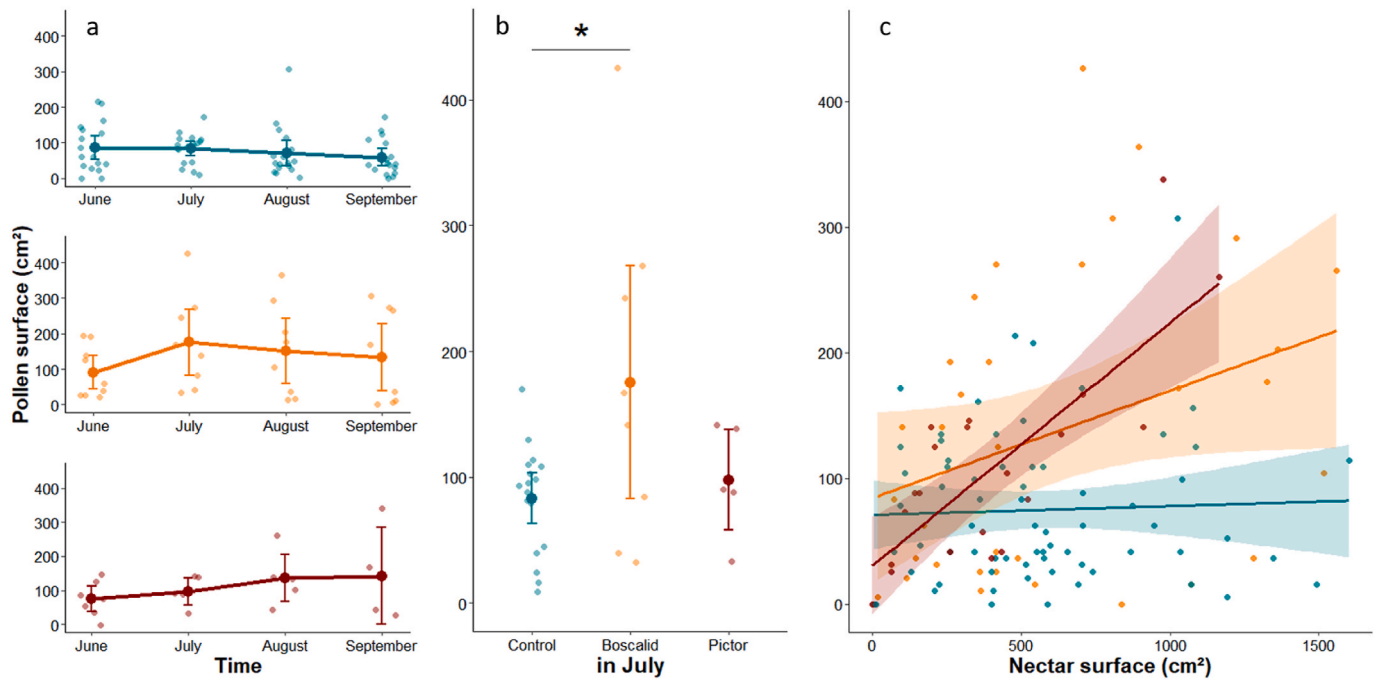 a
400
300
200
100
0
June July August September
400
300
200
100
0
June July August September
400
300
200
100
0
June July August September
Pollen surface (cm²)
Time
b
*
400
300
200
100
0
Control Boscalid Pictor
in July
c
400
300
200
100
0
0 500 1000 1500
Nectar surface (cm²)